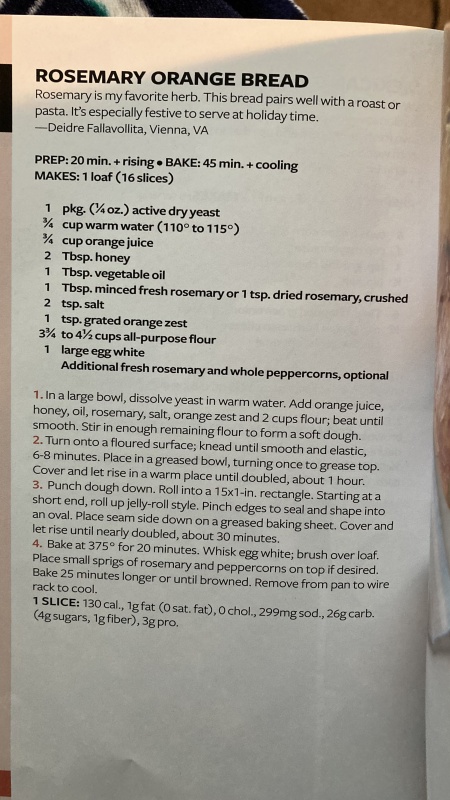 ROSEMARY ORANGE BREAD
Rosemary is my favorite herb. This bread pairs well with a roast or
pasta. It's especially festive to serve at holiday time.
—Deidre Fallavollita, Vienna, VA
PREP: 20 min. + rising • BAKE: 45 min. + cooling
MAKES: 1 loaf (16 slices)
1 pkg. (¼ oz.) active dry yeast
¾ cup warm water (110° to 115°)
¾ cup orange juice
2 Tbsp. honey
1 Tbsp. vegetable oil
1 Tbsp. minced fresh rosemary or 1 tsp. dried rosemary, crushed
2 tsp. salt
1 tsp. grated orange zest
3¾ to 4½ cups all-purpose flour
1 large egg white
Additional fresh rosemary and whole peppercorns, optional
1. In a large bowl, dissolve yeast in warm water. Add orange juice,
honey, oil, rosemary, salt, orange zest and 2 cups flour; beat until
smooth. Stir in enough remaining flour to form a soft dough.
2. Turn onto a floured surface; knead until smooth and elastic,
6-8 minutes. Place in a greased bowl, turning once to grease top.
Cover and let rise in a warm place until doubled, about 1 hour.
3. Punch dough down. Roll into a 15x1-in. rectangle. Starting at a
short end, roll up jelly-roll style. Pinch edges to seal and shape into
an oval. Place seam side down on a greased baking sheet. Cover and
let rise until nearly doubled, about 30 minutes.
4. Bake at 375° for 20 minutes. Whisk egg white; brush over loaf.
Place small sprigs of rosemary and peppercorns on top if desired.
Bake 25 minutes longer or until browned. Remove from pan to wire
rack to cool.
1 SLICE: 130 cal., 1g fat (0 sat. fat), 0 chol., 299mg sod., 26g carb.
(4g sugars, 1g fiber), 3g pro.